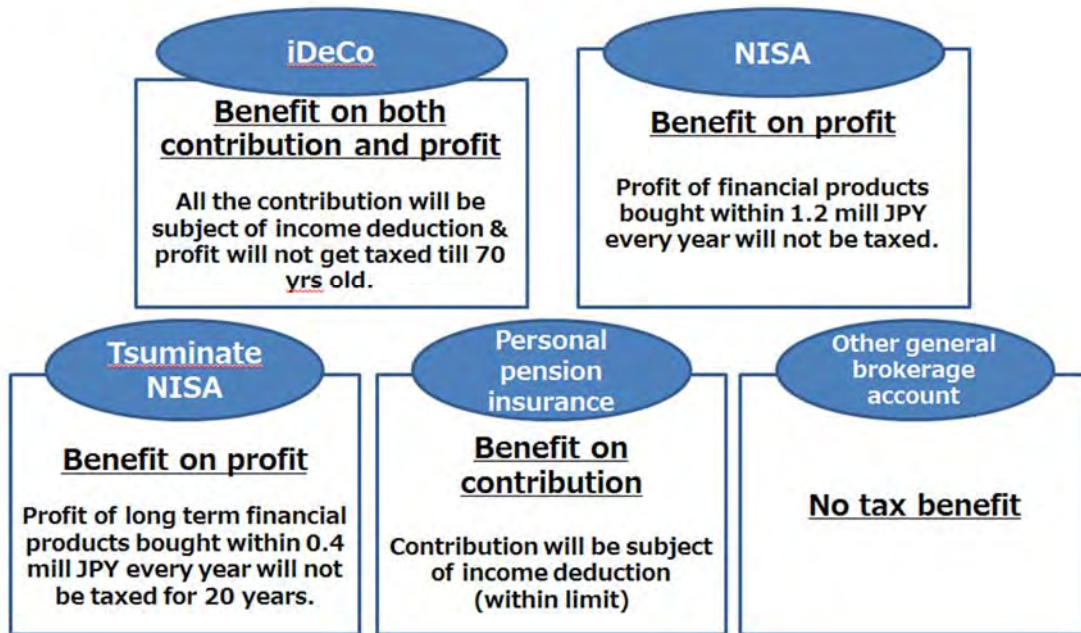 iDeCo
Benefit on both
contribution and profit
All the contribution will be
subject of income deduction &
profit will not get taxed till 70
yrs old.
NISA
Benefit on profit
Profit of financial products
bought within 1.2 mill JPY
every year will not be taxed.
Tsuminate
NISA
Benefit on profit
Profit of long term financial
products bought within 0.4
mill JPY every year will not
be taxed for 20 years.
Personal
pension
insurance
Benefit on
contribution
Contribution will be subject
of income deduction
(within limit)
Other general
brokerage
account
No tax benefit